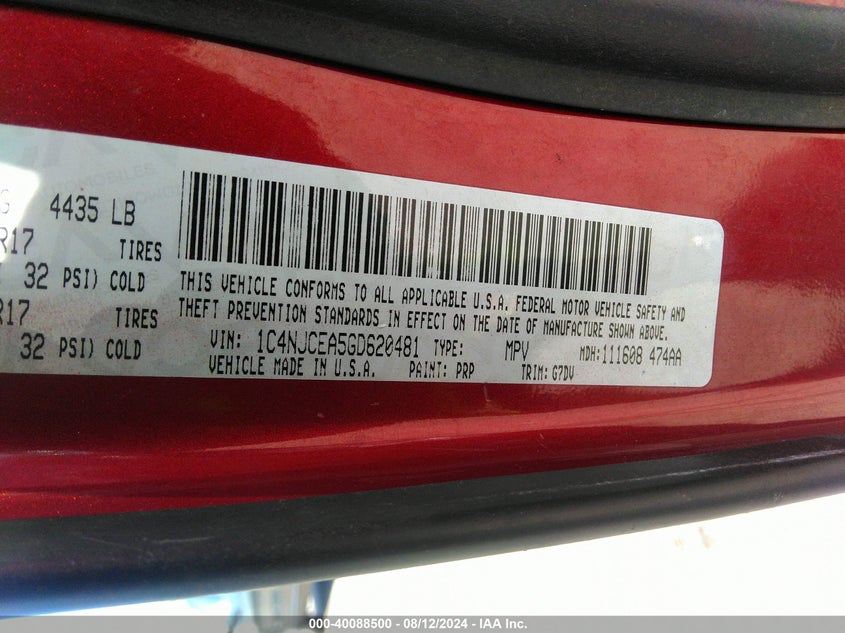 G 4435 LB
R17 TIRES
32 PSI) COLD
R17 TIRES
32 PSI) COLD
THIS VEHICLE CONFORMS TO ALL APPLICABLE U.S.A. FEDERAL MOTOR VEHICLE SAFETY AND
THEFT PREVENTION STANDARDS IN EFFECT ON THE DATE OF MANUFACTURE SHOWN ABOVE.
VIN: 1C4NJCEA5GD620481 TYPE: MPV MDH: 111608 474AA
VEHICLE MADE IN U.S.A. PAINT: PRP TRIM: G7DV
000-40088500 - 08/12/2024 - IAA Inc.